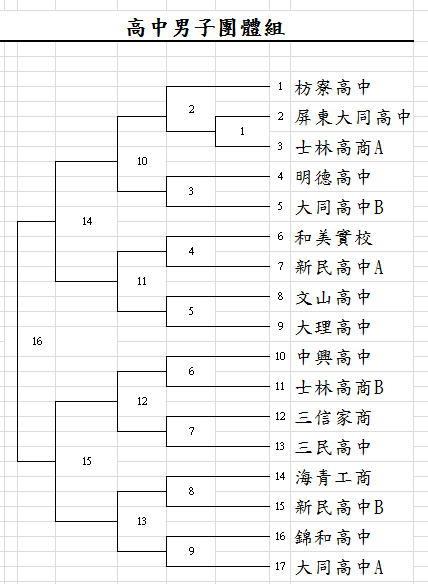 高中男子團體組
1 枋寮高中
2
2 屏東大同高中
1
3 士林高商A
10
4 明德高中
3
5 大同高中B
14
6 和美實校
4
7 新民高中A
11
8 文山高中
5
9 大理高中
16
10 中興高中
6
11 士林高商B
12
12 三信家商
7
13 三民高中
15
14 海青工商
8
15 新民高中B
13
16 錦和高中
9
17 大同高中A